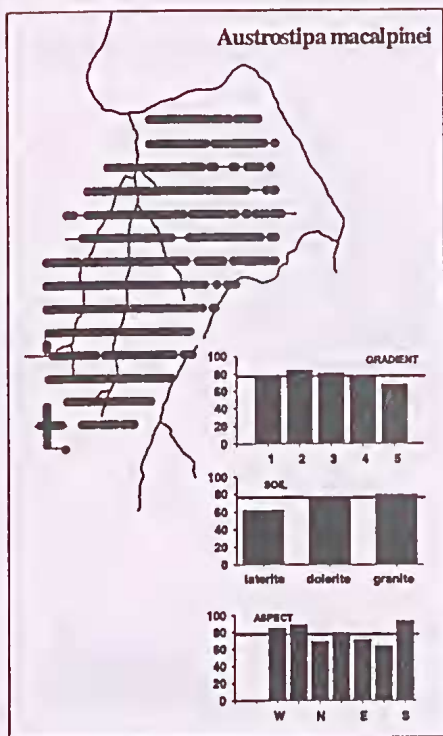 Austrostipa macalpinei
100
80
60
40
20
0
GRADIENT
1 2 3 4 5
100
80
60
40
20
0
SOIL
laterite dolerite granite
100
80
60
40
20
0
ASPECT
W N E S